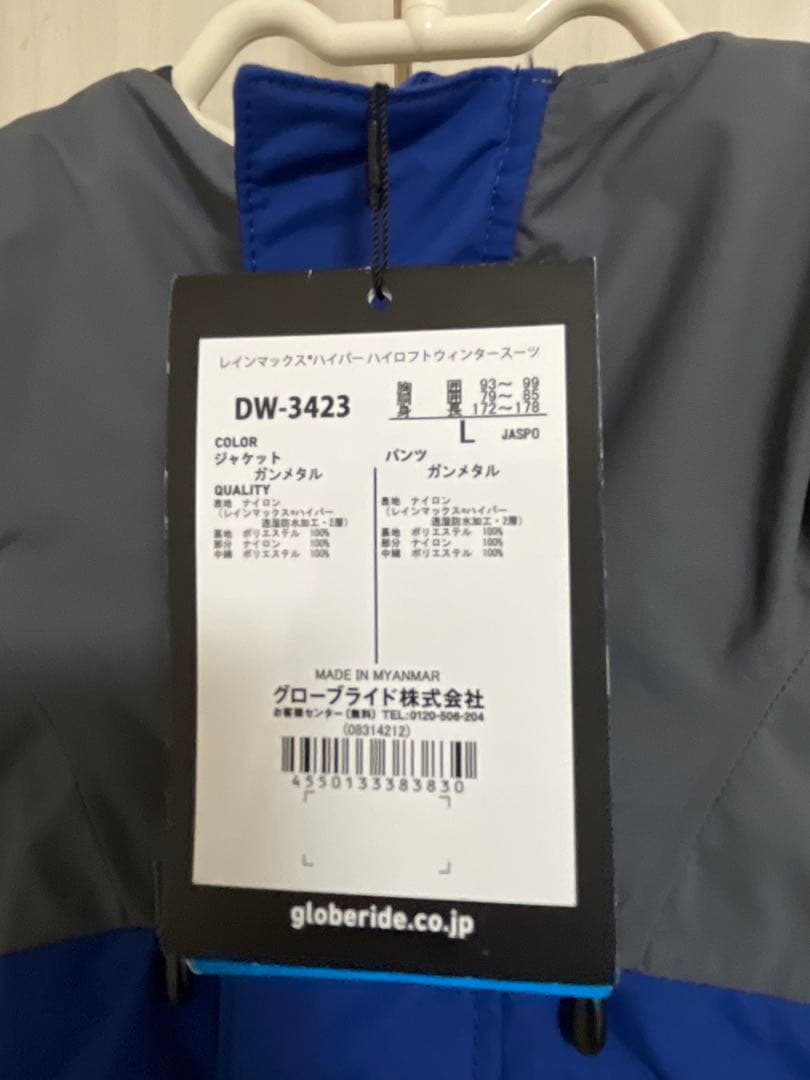 レインマックス®ハイパー ハイロフトウィンタースーツ
DW-3423
胸 囲 93～ 99
胴 囲 79～ 85
身 長 172～178
L JASPO
COLOR
ジャケット
ガンメタル
QUALITY
表地 ナイロン
(レインマックス®ハイパー
透湿防水加工・2層)
裏地 ポリエステル 100%
部分 ナイロン 100%
中綿 ポリエステル 100%
パンツ
ガンメタル
表地 ナイロン
(レインマックス®ハイパー
透湿防水加工・2層)
裏地 ポリエステル 100%
部分 ナイロン 100%
中綿 ポリエステル 100%
MADE IN MYANMAR
グローブライド株式会社
お客様センター(無料) TEL:0120-506-204
(08314212)
4550133383830
globeride.co.jp